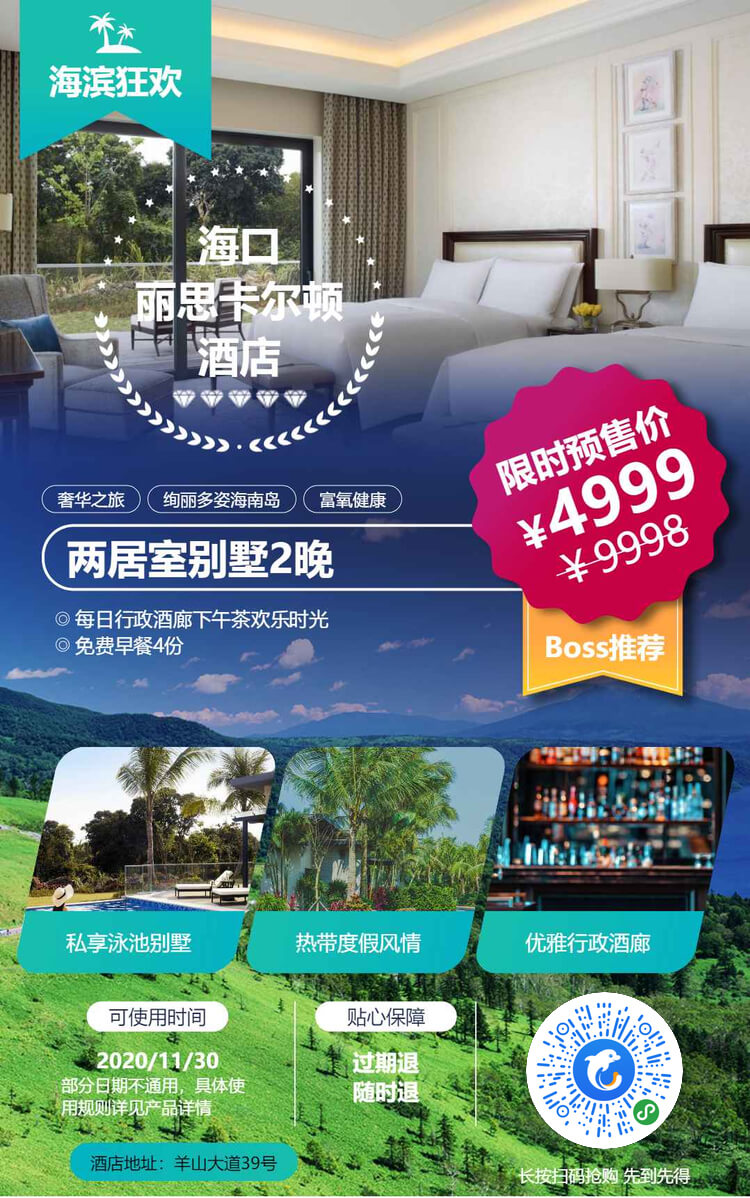 海滨狂欢
海口
丽思卡尔顿
酒店
奢华之旅
绚丽多姿海南岛
富氧健康
限时预售价
¥4999
¥9998
两居室别墅2晚
◎ 每日行政酒廊下午茶欢乐时光
◎ 免费早餐4份
Boss推荐
私享泳池别墅
热带度假风情
优雅行政酒廊
可使用时间
2020/11/30
部分日期不通用，具体使
用规则详见产品详情
贴心保障
过期退
随时退
酒店地址：羊山大道39号
长按扫码抢购 先到先得